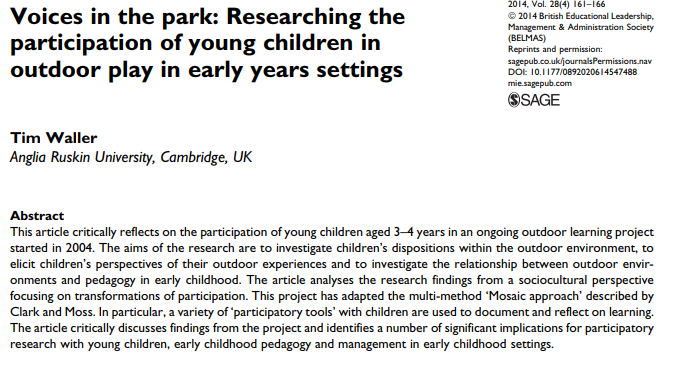 Voices in the park: Researching the
participation of young children in
outdoor play in early years settings
2014, Vol. 28(4) 161–166
© 2014 British Educational Leadership,
Management & Administration Society
(BELMAS)
Reprints and permission:
sagepub.co.uk/journalsPermissions.nav
DOI: 10.1177/0892020614547488
mie.sagepub.com
SAGE
Tim Waller
Anglia Ruskin University, Cambridge, UK
Abstract
This article critically reflects on the participation of young children aged 3–4 years in an ongoing outdoor learning project
started in 2004. The aims of the research are to investigate children's dispositions within the outdoor environment, to
elicit children's perspectives of their outdoor experiences and to investigate the relationship between outdoor envir-
onments and pedagogy in early childhood. The article analyses the research findings from a sociocultural perspective
focusing on transformations of participation. This project has adapted the multi-method 'Mosaic approach' described by
Clark and Moss. In particular, a variety of 'participatory tools' with children are used to document and reflect on learning.
The article critically discusses findings from the project and identifies a number of significant implications for participatory
research with young children, early childhood pedagogy and management in early childhood settings.